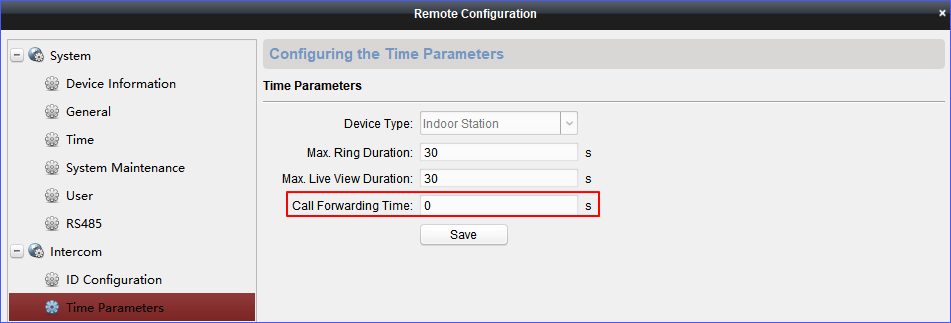 Remote Configuration ×
System
Device Information
General
Time
System Maintenance
User
RS485
Intercom
ID Configuration
Time Parameters
Configuring the Time Parameters
Time Parameters
Device Type: Indoor Station
Max. Ring Duration: 30 s
Max. Live View Duration: 30 s
Call Forwarding Time: 0 s
Save